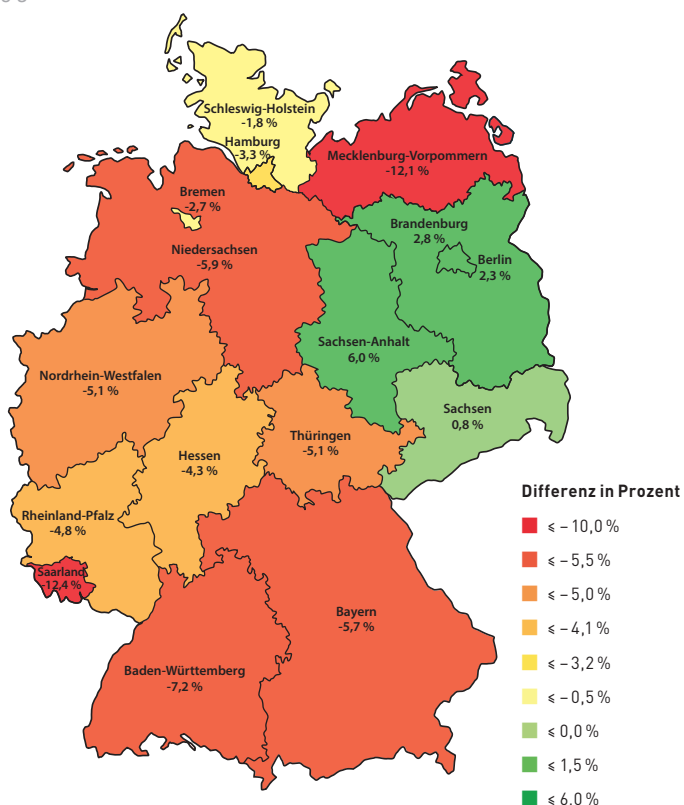 Schleswig-Holstein
-1,8 %
Hamburg
-3,3 %
Mecklenburg-Vorpommern
-12,1 %
Bremen
-2,7 %
Brandenburg
2,8 %
Niedersachsen
-5,9 %
Berlin
2,3 %
Sachsen-Anhalt
6,0 %
Nordrhein-Westfalen
-5,1 %
Sachsen
0,8 %
Thüringen
-5,1 %
Hessen
-4,3 %
Rheinland-Pfalz
-4,8 %
Saarland
-12,4 %
Bayern
-5,7 %
Baden-Württemberg
-7,2 %
Differenz in Prozent
≤ – 10,0 %
≤ – 5,5 %
≤ – 5,0 %
≤ – 4,1 %
≤ – 3,2 %
≤ – 0,5 %
≤ 0,0 %
≤ 1,5 %
≤ 6,0 %